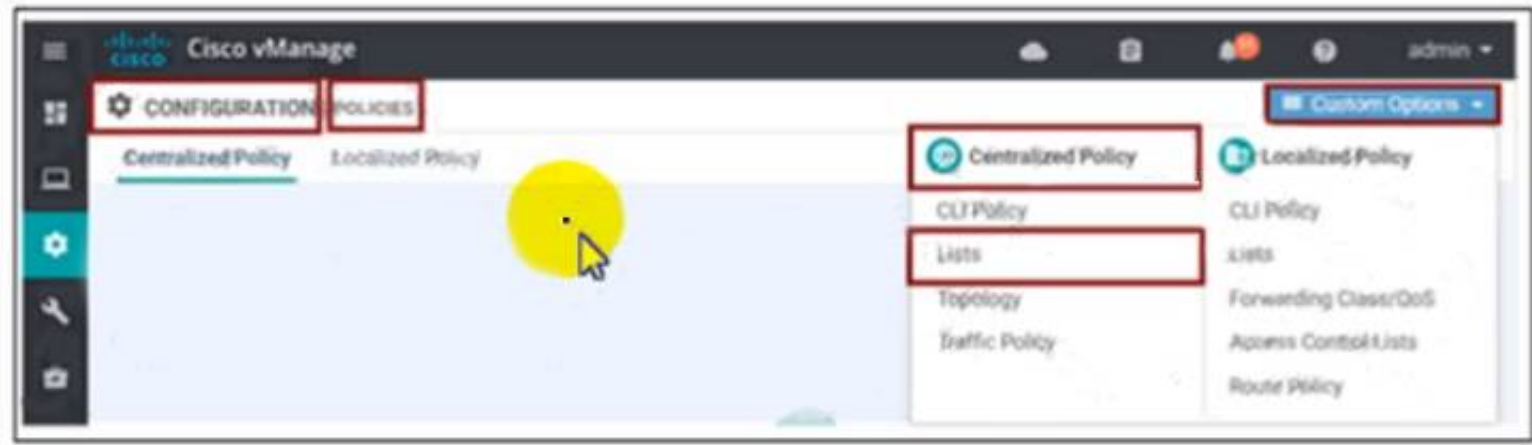 CISCO Cisco vManage admin
CONFIGURATION POLICIES Custom Options
Centralized Policy Localized Policy
Centralized Policy
CLI Policy
Lists
Topology
Traffic Policy
Localized Policy
CLI Policy
Lists
Forwarding Class/QoS
Access Control Lists
Route Policy